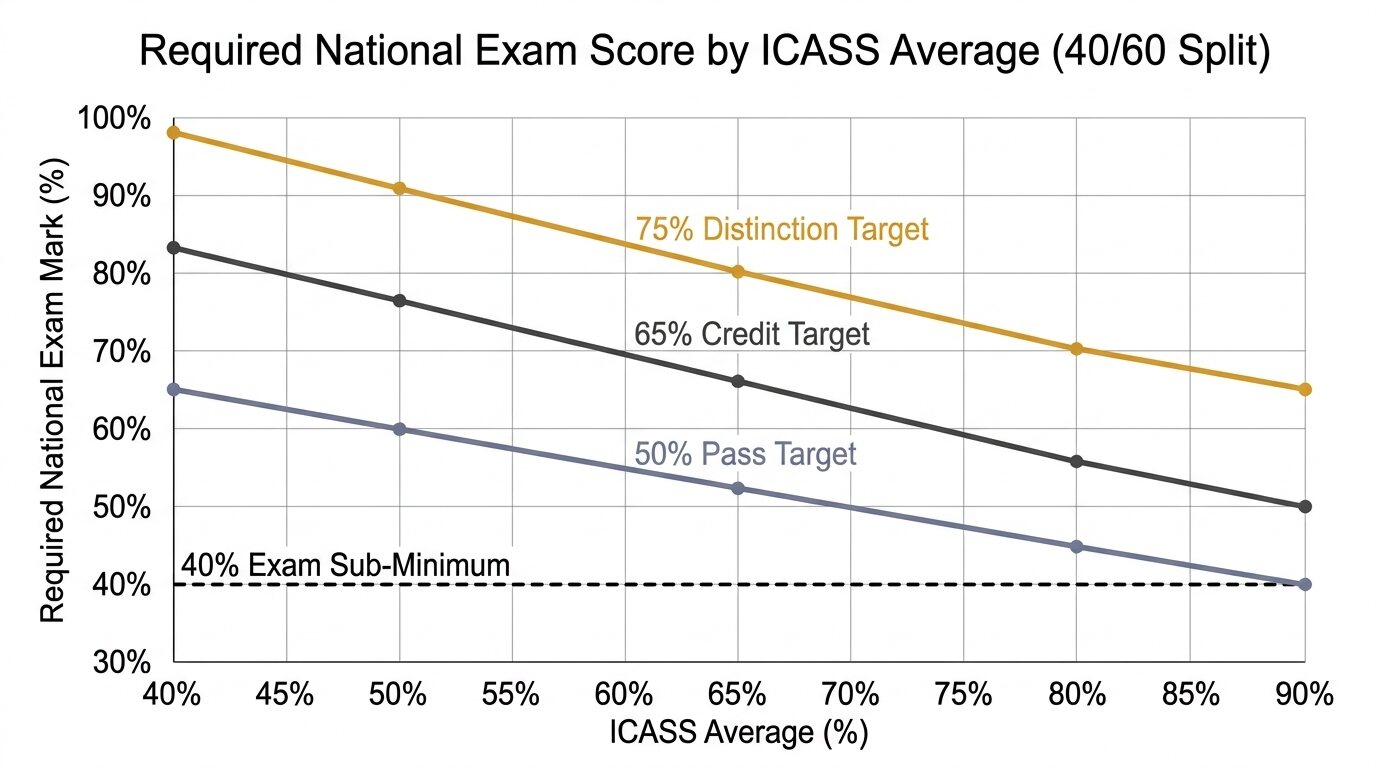 Required National Exam Score by ICASS Average (40/60 Split)
Required National Exam Mark (%)
100%
90%
80%
70%
60%
50%
40%
30%
75% Distinction Target
65% Credit Target
50% Pass Target
40% Exam Sub-Minimum
40% 45% 50% 55% 60% 65% 70% 75% 80% 85% 90%
ICASS Average (%)